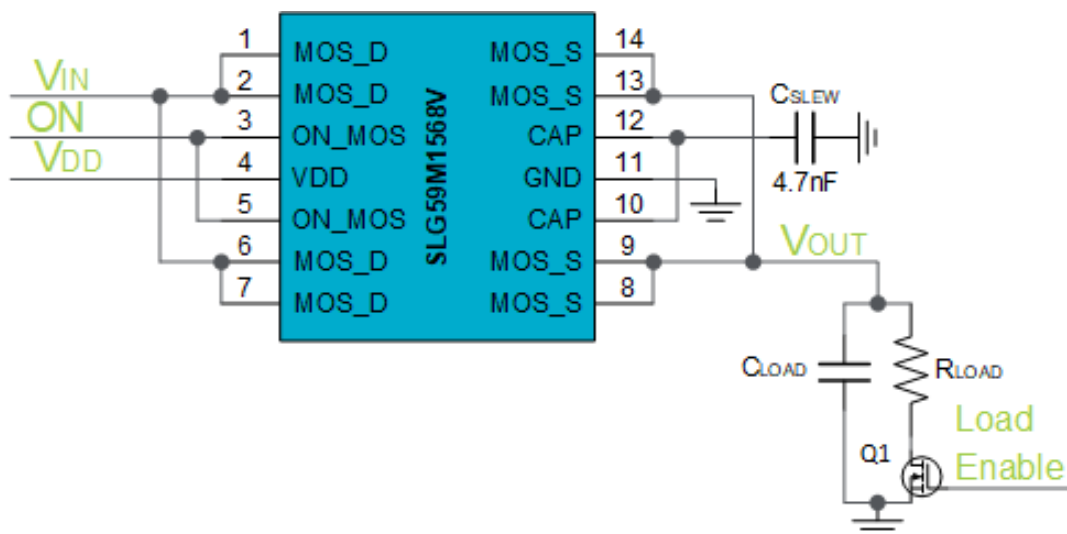 VIN
ON
VDD
1
2
3
4
5
6
7
MOS_D
MOS_D
ON_MOS
VDD
ON_MOS
MOS_D
MOS_D
SLG59M1568V
MOS_S
MOS_S
CAP
GND
CAP
MOS_S
MOS_S
14
13
12
11
10
9
8
CSLEW
4.7nF
VOUT
CLOAD
RLOAD
Q1
Load
Enable